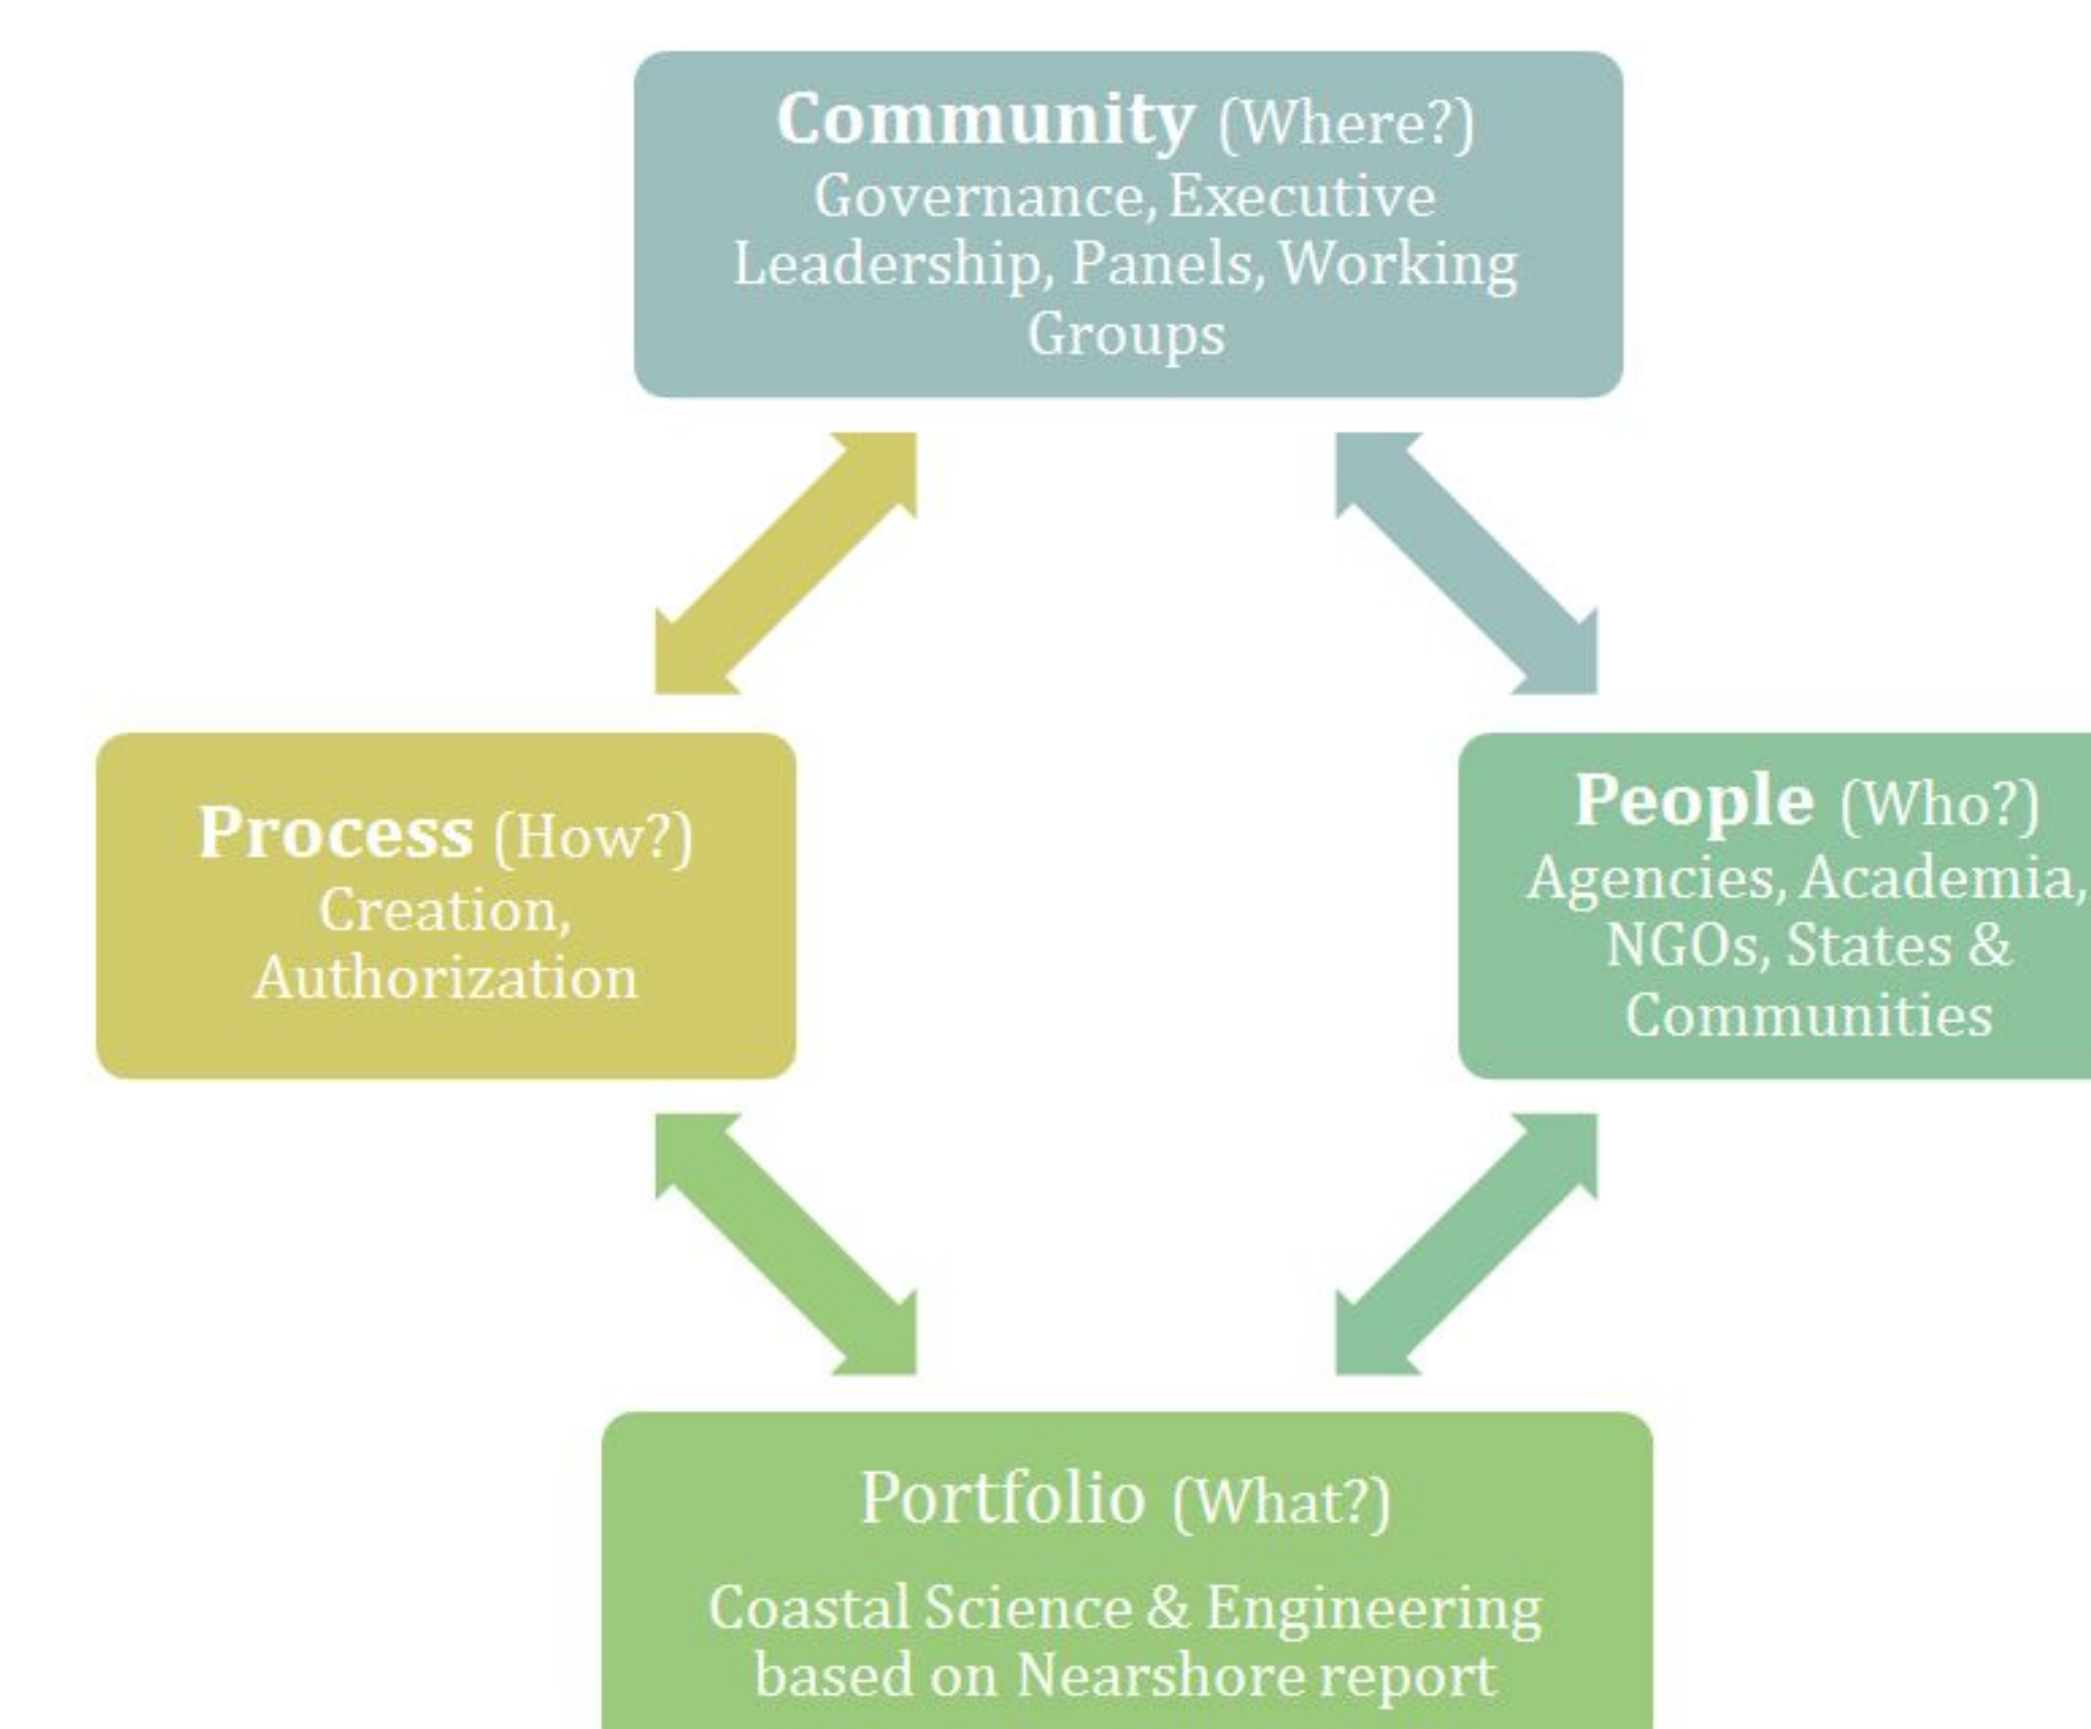 Community (Where?)
Governance, Executive
Leadership, Panels, Working
Groups
Process (How?)
Creation,
Authorization
People (Who?)
Agencies, Academia,
NGOs, States &
Communities
Portfolio (What?)
Coastal Science & Engineering
based on Nearshore report